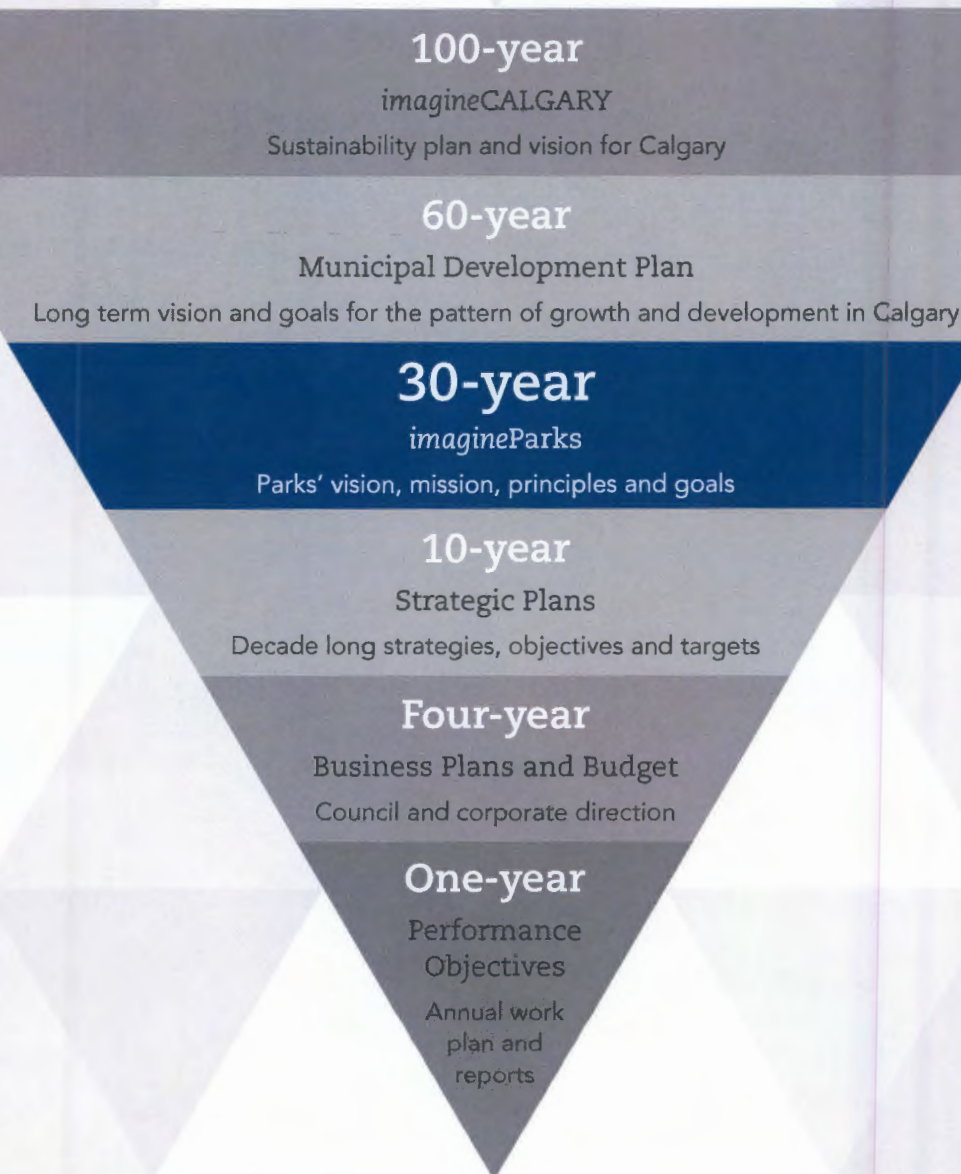 100-year
imagineCALGARY
Sustainability plan and vision for Calgary
60-year
Municipal Development Plan
Long term vision and goals for the pattern of growth and development in Calgary
30-year
imagineParks
Parks' vision, mission, principles and goals
10-year
Strategic Plans
Decade long strategies, objectives and targets
Four-year
Business Plans and Budget
Council and corporate direction
One-year
Performance
Objectives
Annual work
plan and
reports